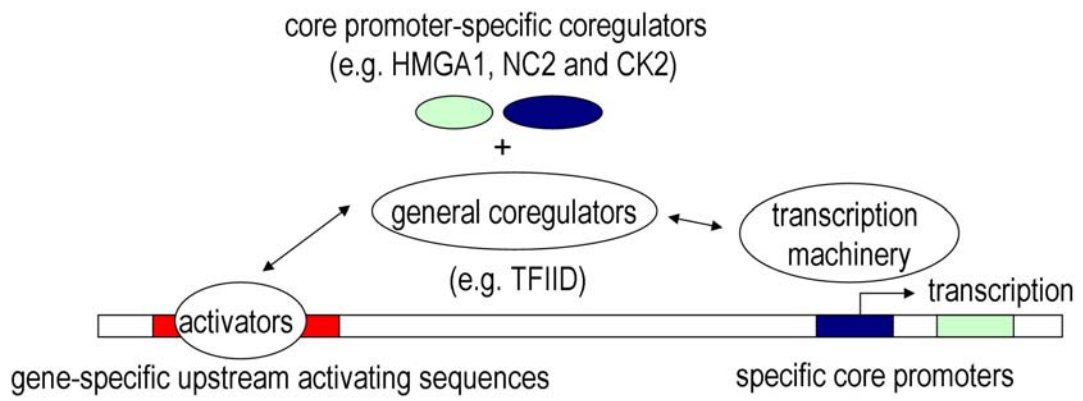 core promoter-specific coregulators
(e.g. HMGA1, NC2 and CK2)
+
general coregulators
transcription
machinery
(e.g. TFIID)
transcription
activators
gene-specific upstream activating sequences
specific core promoters